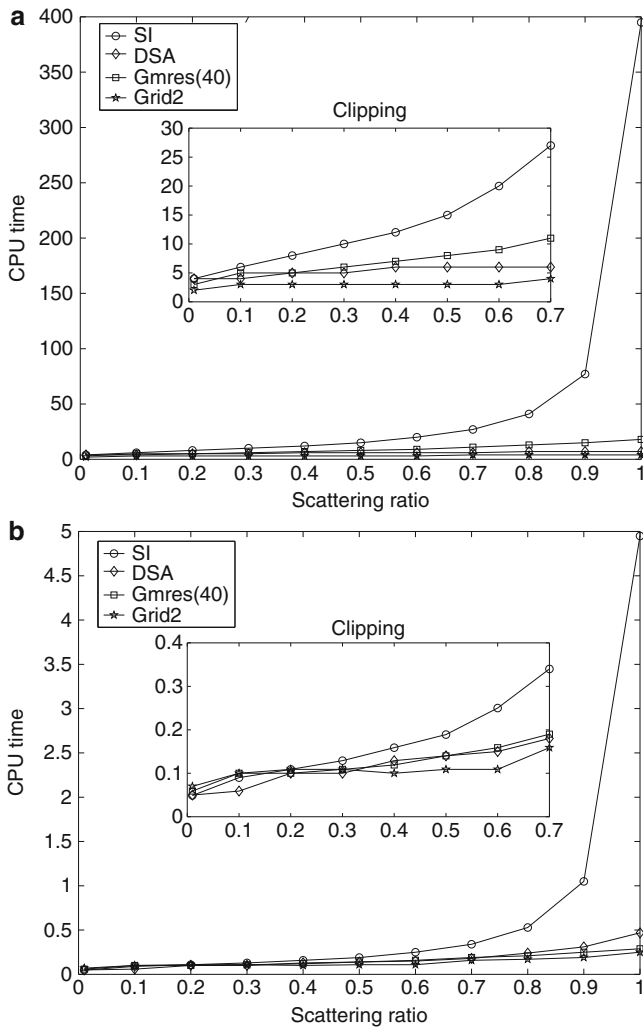 a
400
350
300
250
200
150
100
50
0
CPU time
SI
DSA
Gmres(40)
Grid2
Clipping
30
25
20
15
10
5
0
0 0.1 0.2 0.3 0.4 0.5 0.6 0.7
0 0.1 0.2 0.3 0.4 0.5 0.6 0.7 0.8 0.9 1
Scattering ratio
b
5
4.5
4
3.5
3
2.5
2
1.5
1
0.5
0
CPU time
SI
DSA
Gmres(40)
Grid2
Clipping
0.4
0.3
0.2
0.1
0
0 0.1 0.2 0.3 0.4 0.5 0.6 0.7
0 0.1 0.2 0.3 0.4 0.5 0.6 0.7 0.8 0.9 1
Scattering ratio